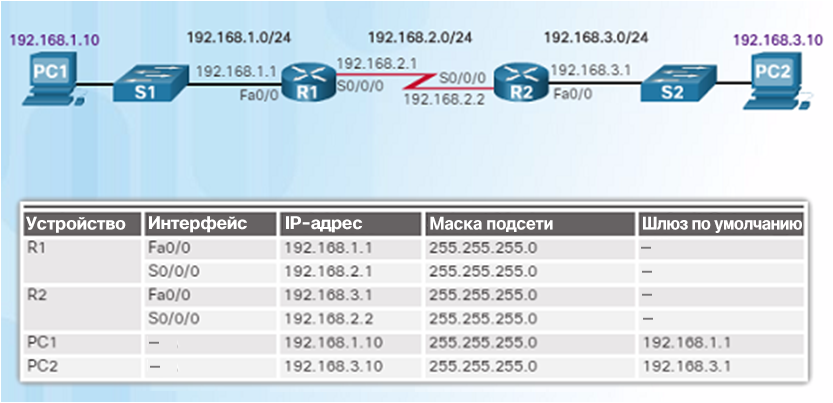 192.168.1.10 192.168.1.0/24 192.168.2.0/24 192.168.3.0/24 192.168.3.10
PC1 S1 192.168.1.1 Fa0/0 R1 192.168.2.1 S0/0/0 S0/0/0 192.168.2.2 R2 192.168.3.1 Fa0/0 S2 PC2
Устройство Интерфейс IP-адрес Маска подсети Шлюз по умолчанию
R1 Fa0/0 192.168.1.1 255.255.255.0 –
S0/0/0 192.168.2.1 255.255.255.0 –
R2 Fa0/0 192.168.3.1 255.255.255.0 –
S0/0/0 192.168.2.2 255.255.255.0 –
PC1 – 192.168.1.10 255.255.255.0 192.168.1.1
PC2 – 192.168.3.10 255.255.255.0 192.168.3.1